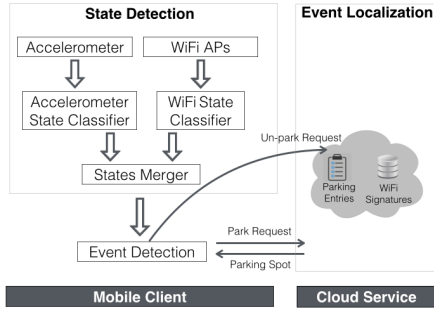 State Detection
Event Localization
Accelerometer
WiFi APs
Accelerometer
State Classifier
WiFi State
Classifier
Un-park Request
States Merger
Parking
Entries
WiFi
Signatures
Park Request
Event Detection
Parking Spot
Mobile Client
Cloud Service